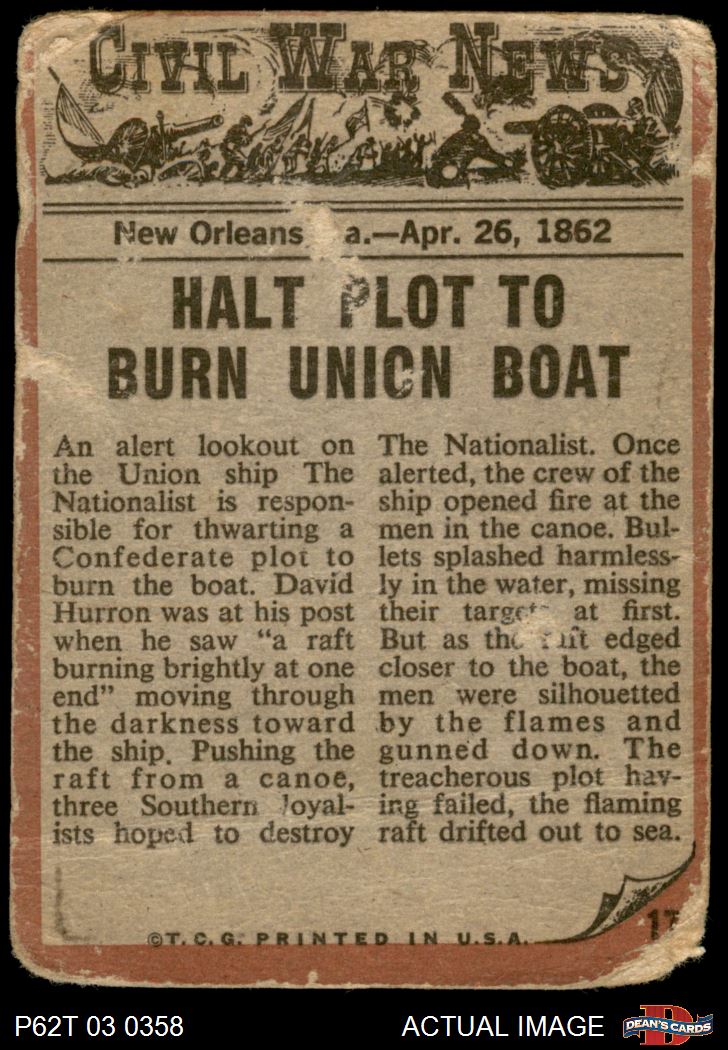 CIVIL WAR NEWS
New Orleans a.—Apr. 26, 1862
HALT PLOT TO
BURN UNION BOAT
An alert lookout on
the Union ship The
Nationalist is respon-
sible for thwarting a
Confederate plot to
burn the boat. David
Hurron was at his post
when he saw “a raft
burning brightly at one
end” moving through
the darkness toward
the ship. Pushing the
raft from a canoe,
three Southern loyal-
ists hoped to destroy
The Nationalist. Once
alerted, the crew of the
ship opened fire at the
men in the canoe. Bul-
lets splashed harmless-
ly in the water, missing
their targets at first.
But as the raft edged
closer to the boat, the
men were silhouetted
by the flames and
gunned down. The
treacherous plot hav-
ing failed, the flaming
raft drifted out to sea.
©T. C. G. PRINTED IN U.S.A.
17
P62T 03 0358
ACTUAL IMAGE
D
DEAN'S CARDS